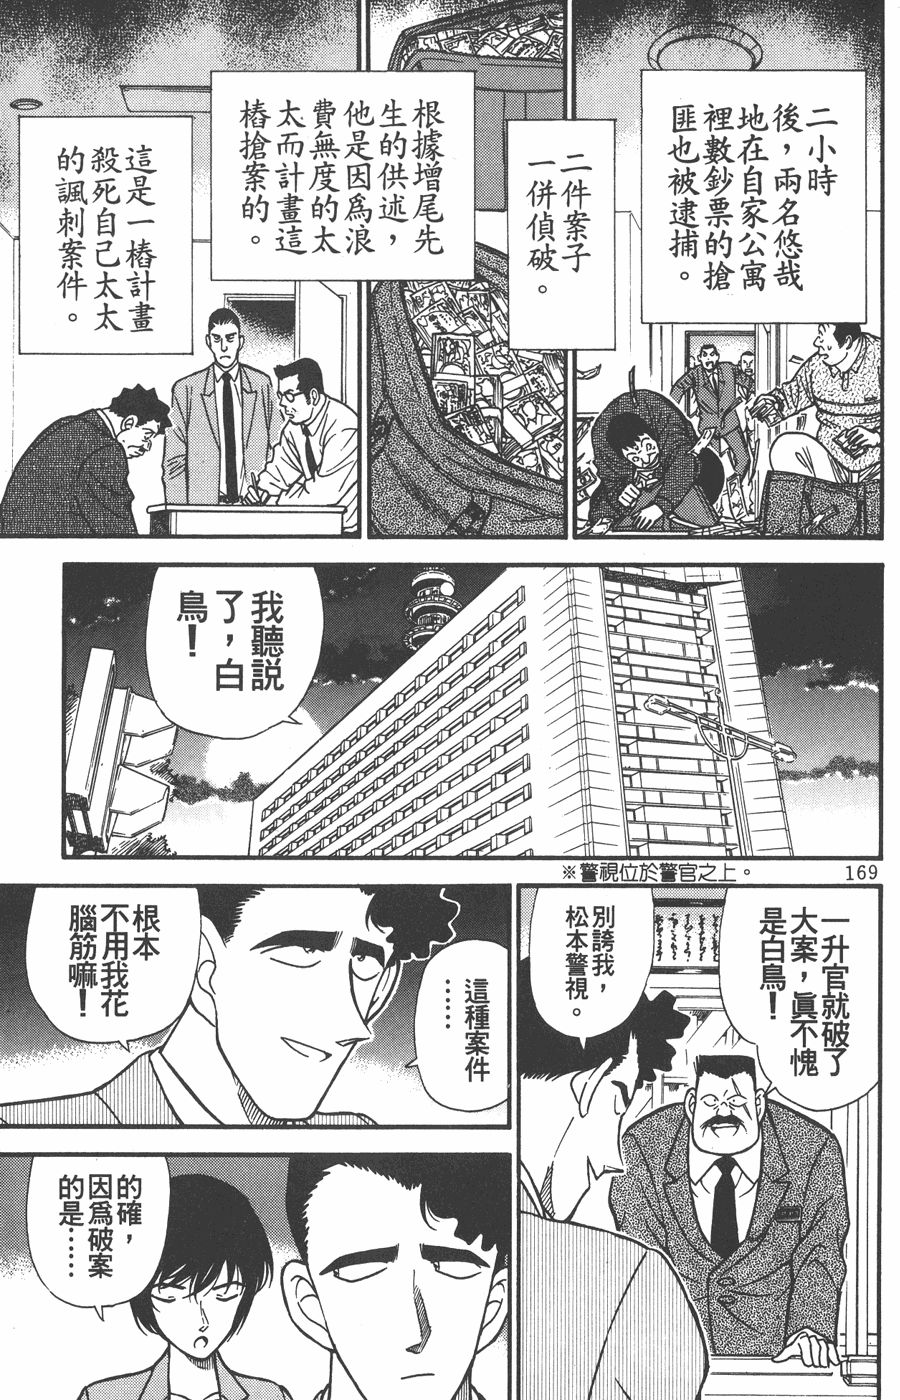 二小時
後，兩名悠哉
地在自家公寓
裡數鈔票的搶
匪也被逮捕。
二件案子
一併偵破。
根據增尾先
生的供述，
他是因為浪
費無度的太
太而計畫這
樁搶案的。
這是一樁計畫
殺死自己太太
的諷刺案件。
我聽說
了，白
鳥！
※警視位於警官之上。
169
一升官就破了
大案，眞不愧
是白鳥！
別誇我，
松本警視。
這種案件
⋯⋯
根本
不用我花
腦筋嘛！
的確，
因為破案
的是⋯⋯